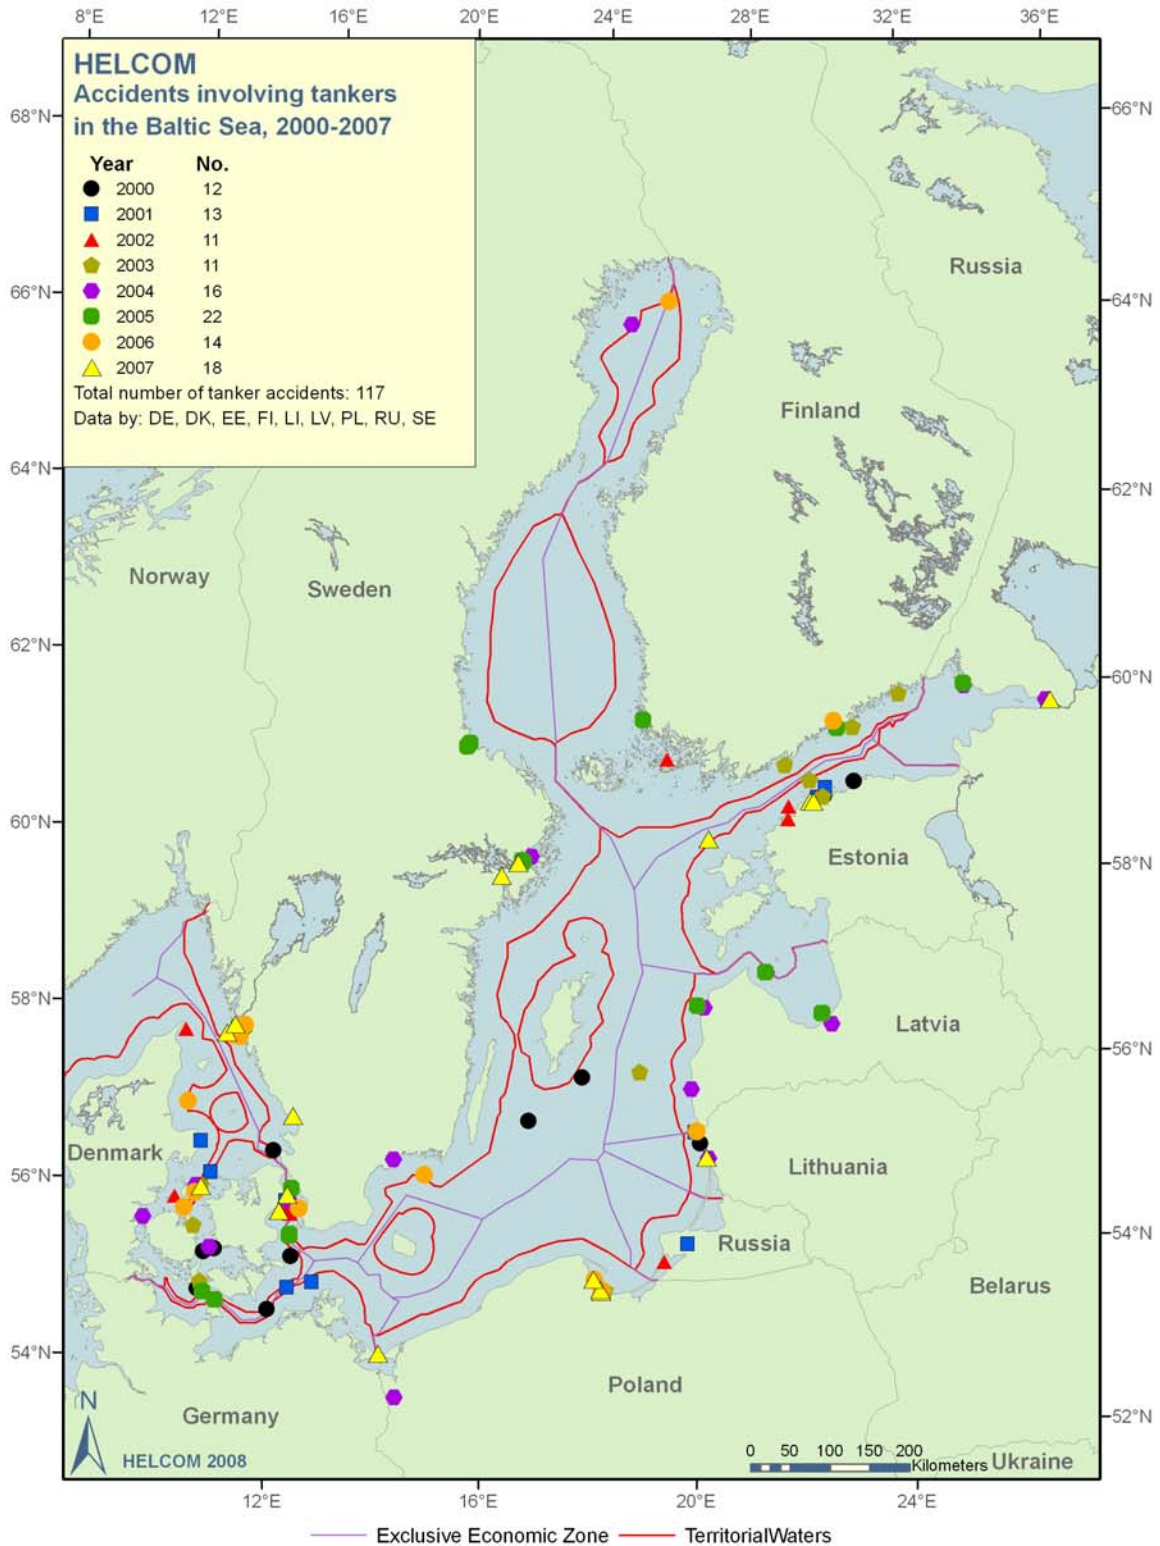 8°E 12°E 16°E 20°E 24°E 28°E 32°E 36°E
HELCOM
Accidents involving tankers
in the Baltic Sea, 2000-2007
Year No.
2000 12
2001 13
2002 11
2003 11
2004 16
2005 22
2006 14
2007 18
Total number of tanker accidents: 117
Data by: DE, DK, EE, FI, LI, LV, PL, RU, SE
68°N
66°N
64°N
62°N
60°N
58°N
56°N
54°N
66°N
64°N
62°N
60°N
58°N
56°N
54°N
52°N
Russia
Finland
Norway
Sweden
Estonia
Latvia
Denmark
Lithuania
Russia
Belarus
Poland
Germany
Ukraine
N
HELCOM 2008
0 50 100 150 200
Kilometers
12°E 16°E 20°E 24°E
Exclusive Economic Zone TerritorialWaters